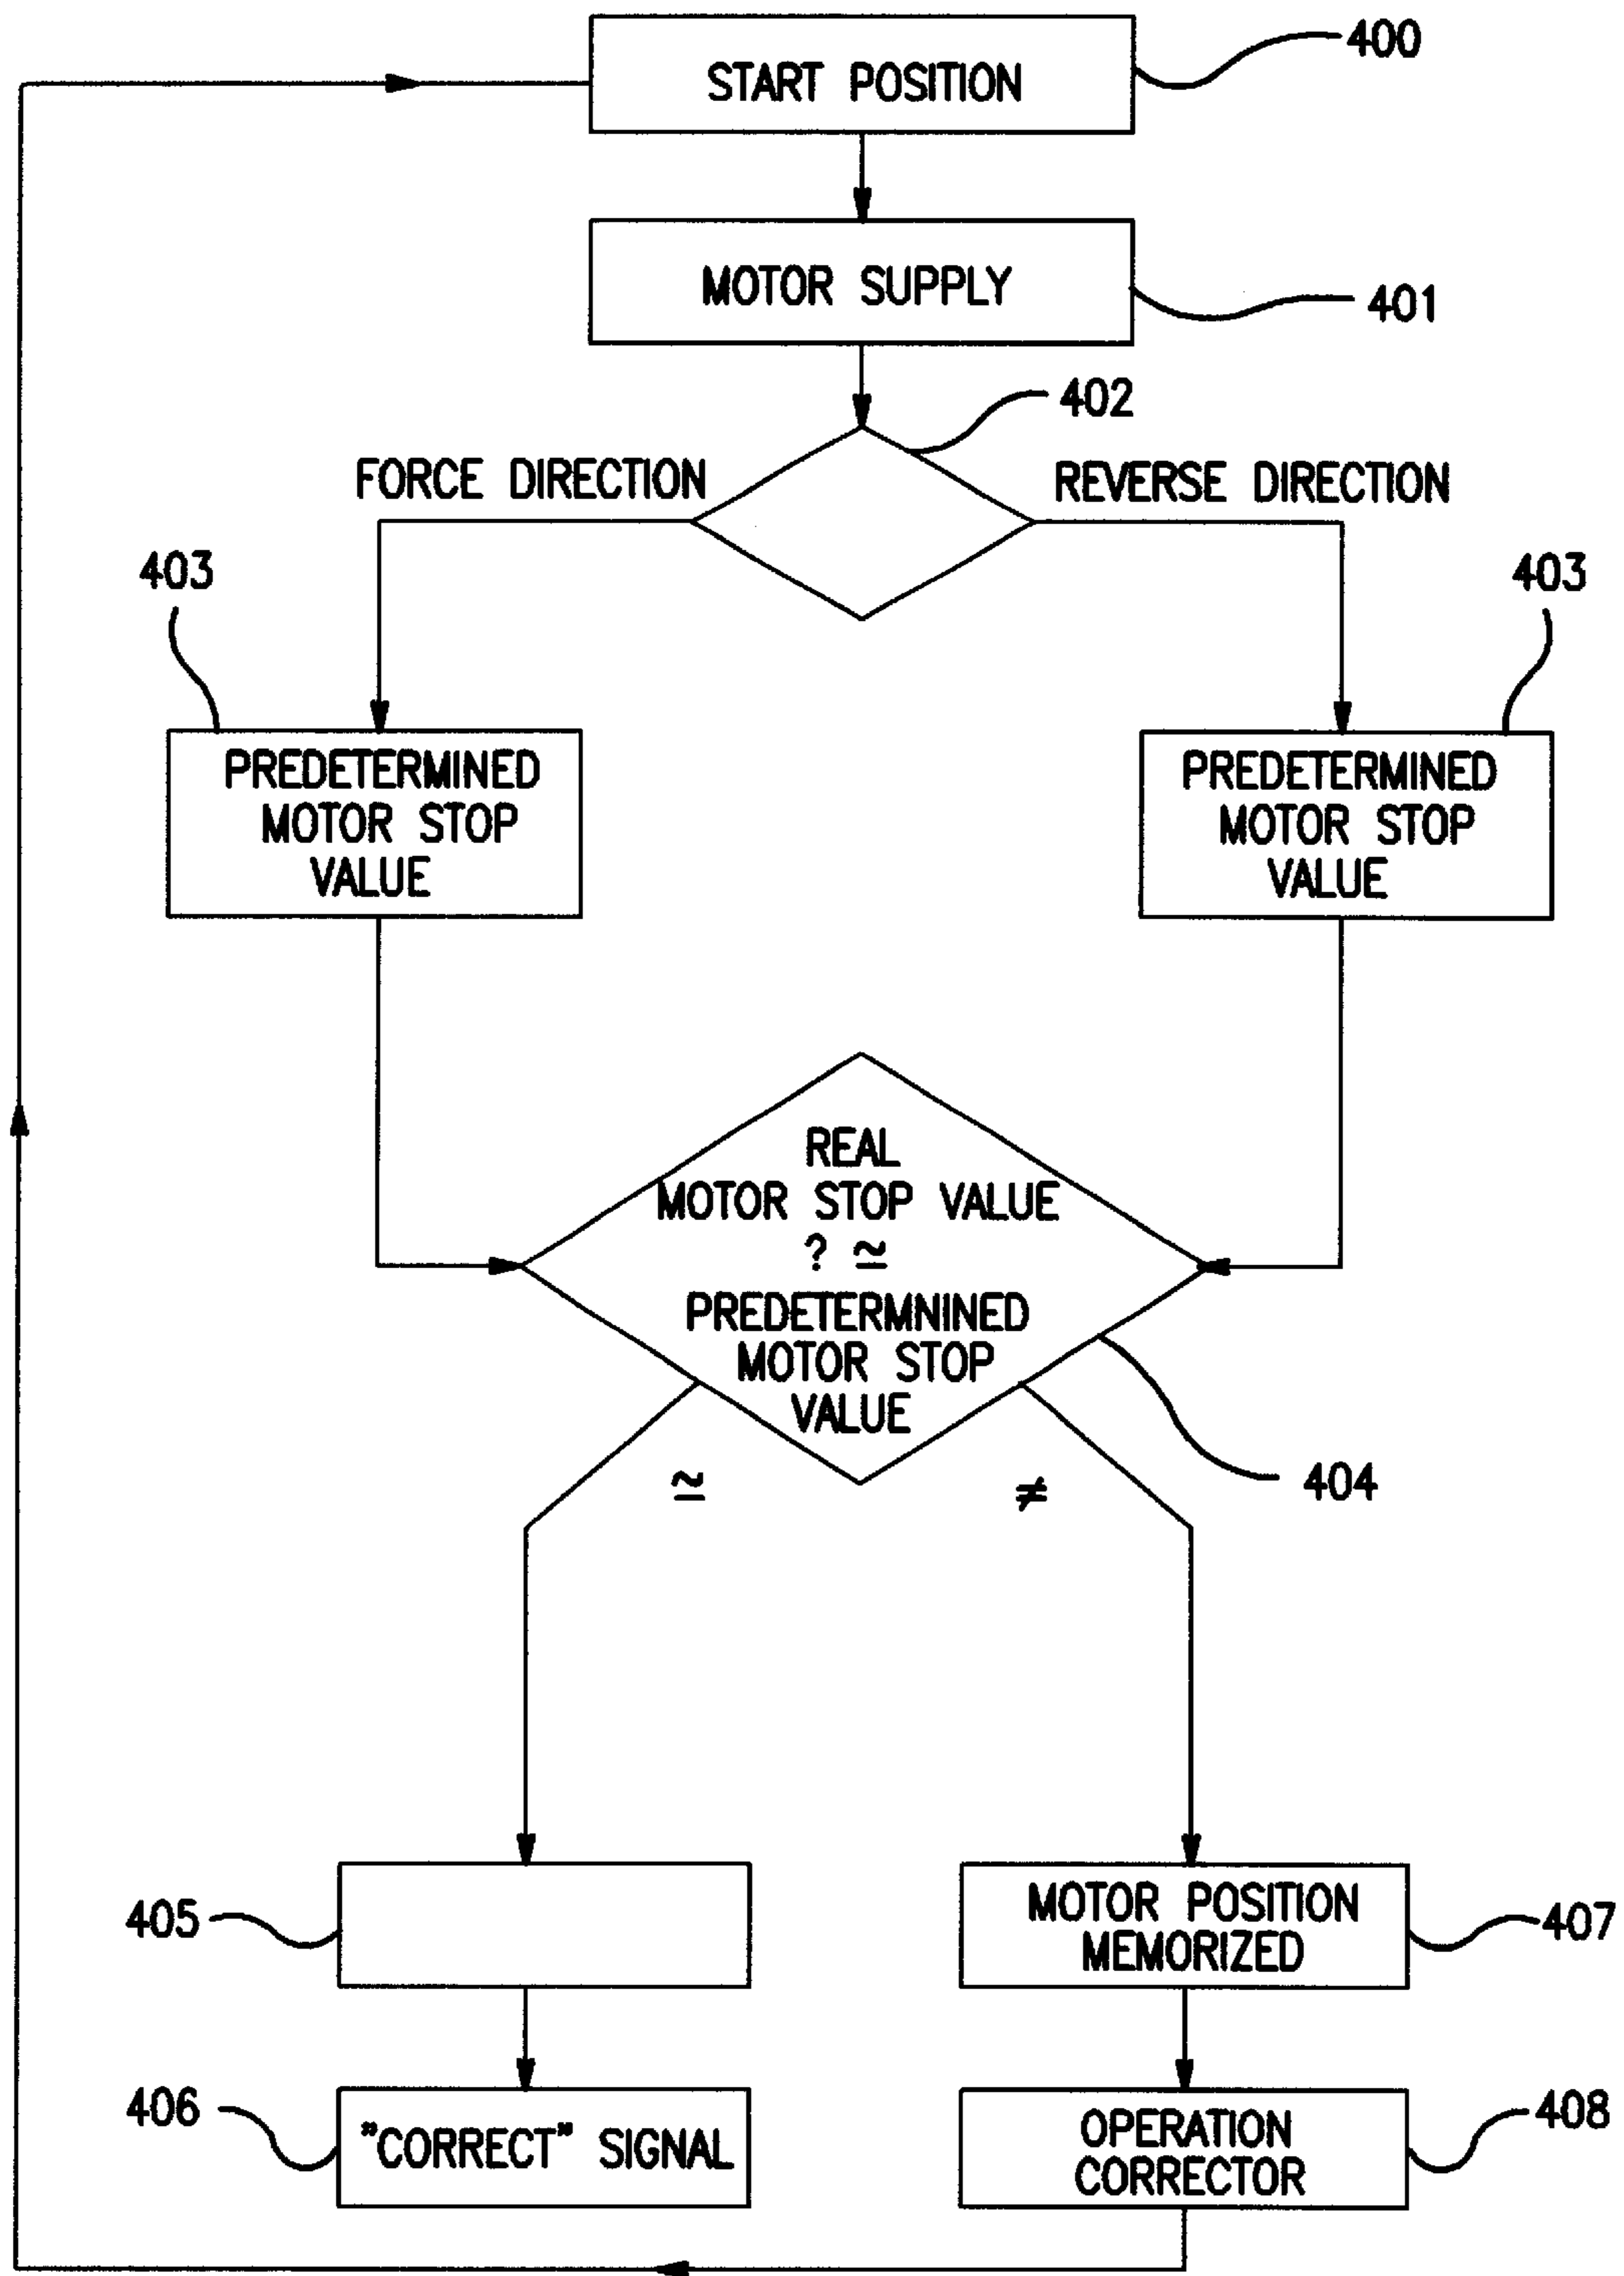 START POSITION
400
MOTOR SUPPLY
401
402
FORCE DIRECTION
REVERSE DIRECTION
403
403
PREDETERMINED
MOTOR STOP
VALUE
PREDETERMINED
MOTOR STOP
VALUE
REAL
MOTOR STOP VALUE
? ≃
PREDETERMNINED
MOTOR STOP
VALUE
404
≃
≠
405
MOTOR POSITION
MEMORIZED
407
406
"CORRECT" SIGNAL
OPERATION
CORRECTOR
408